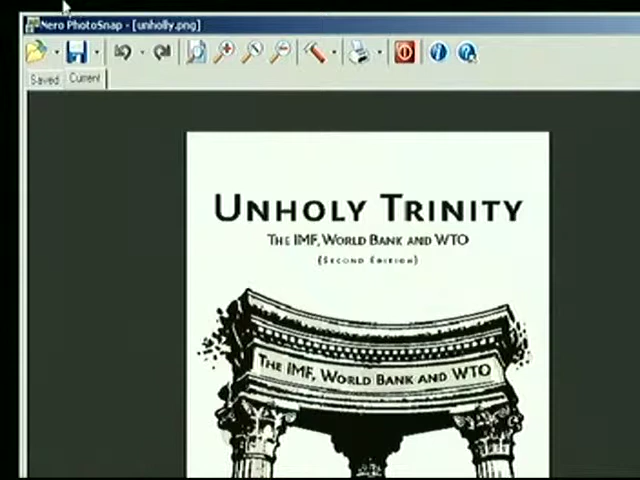 Nero PhotoSnap - [unholly.png]
Saved Current
UNHOLY TRINITY
THE IMF, WORLD BANK AND WTO
(SECOND EDITION)
THE IMF, WORLD BANK AND WTO